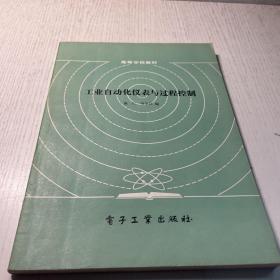 高等学校教材
工业自动化仪表与过程控制
电子工业出版社